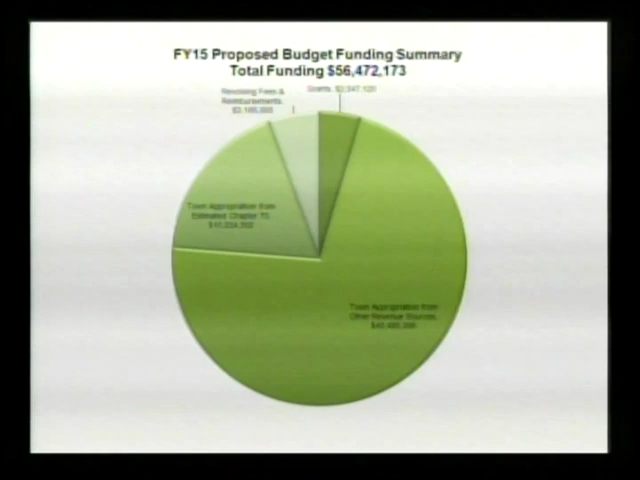 FY15 Proposed Budget Funding Summary
Total Funding $56,472,173
Revolving Fees &
Reimbursements,
Grants,
Town Appropriation from
Estimated Chapter 70
Town Appropriation from
Other Revenue Sources,